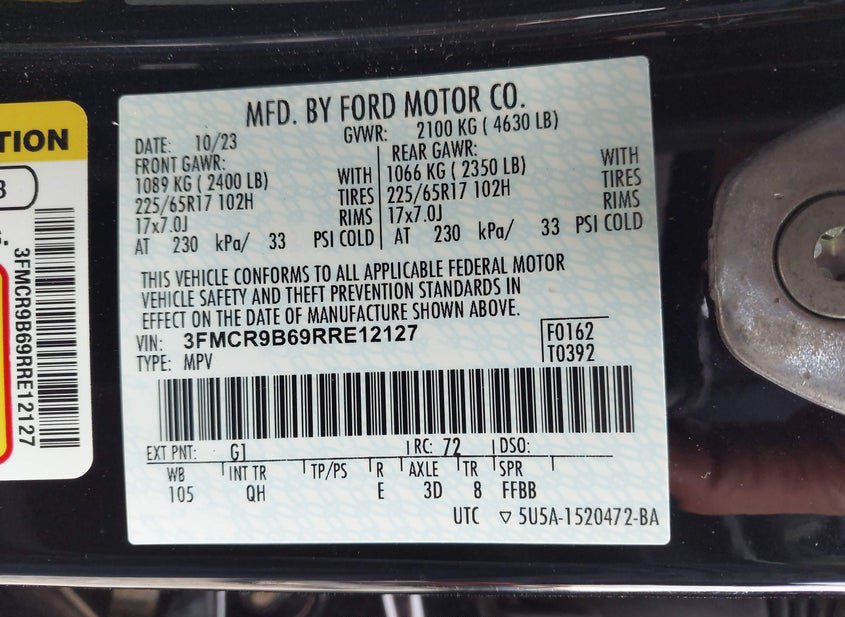 TION
3
3FMCR9B69RRE12127
MFD. BY FORD MOTOR CO.
DATE: 10/23 GVWR: 2100 KG ( 4630 LB)
FRONT GAWR: REAR GAWR:
1089 KG ( 2400 LB) WITH 1066 KG ( 2350 LB) WITH
225/65R17 102H TIRES 225/65R17 102H TIRES
17x7.0J RIMS 17x7.0J RIMS
AT 230 kPa/ 33 PSI COLD AT 230 kPa/ 33 PSI COLD
THIS VEHICLE CONFORMS TO ALL APPLICABLE FEDERAL MOTOR
VEHICLE SAFETY AND THEFT PREVENTION STANDARDS IN
EFFECT ON THE DATE OF MANUFACTURE SHOWN ABOVE.
VIN: 3FMCR9B69RRE12127 F0162
TYPE: MPV T0392
EXT PNT: G1 RC: 72 DSO:
WB INT TR TP/PS R AXLE TR SPR
105 QH E 3D 8 FFBB
UTC ▽ 5U5A-1520472-BA